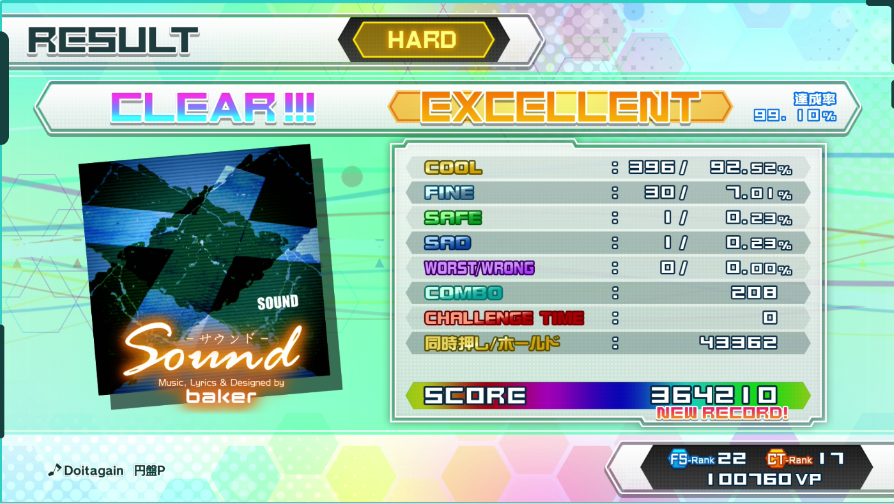 RESULT
HARD
CLEAR!!!
EXCELLENT
達成率
99.10%
COOL : 396/ 92.52%
FINE : 30/ 7.01%
SAFE : 1/ 0.23%
SAD : 1/ 0.23%
WORST/WRONG : 0/ 0.00%
COMBO : 208
CHALLENGE TIME : 0
同時押し/ホールド : 43362
SCORE 364210
NEW RECORD!
SOUND
-サウンド-
Sound
Music, Lyrics & Designed by
baker
Doitagain 円盤P
FS-Rank 22 CT-Rank 17
100760 VP